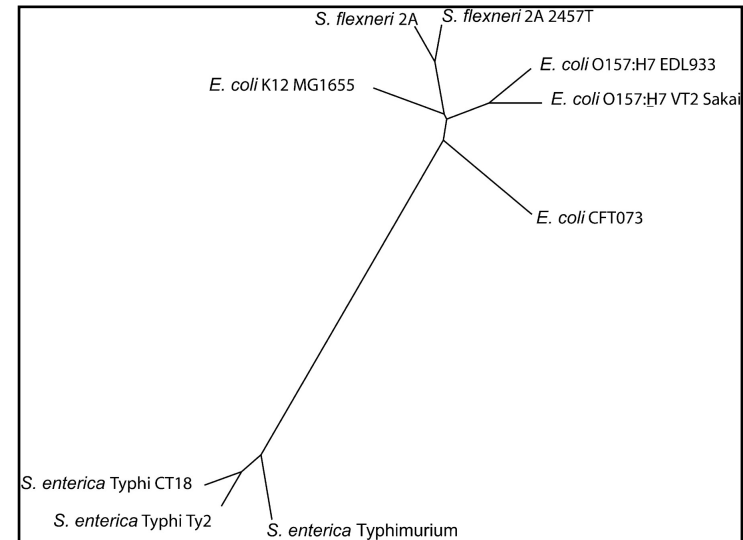 S. flexneri 2A
S. flexneri 2A 2457T
E. coli O157:H7 EDL933
E. coli K12 MG1655
E. coli O157:H7 VT2 Sakai
E. coli CFT073
S. enterica Typhi CT18
S. enterica Typhi Ty2
S. enterica Typhimurium